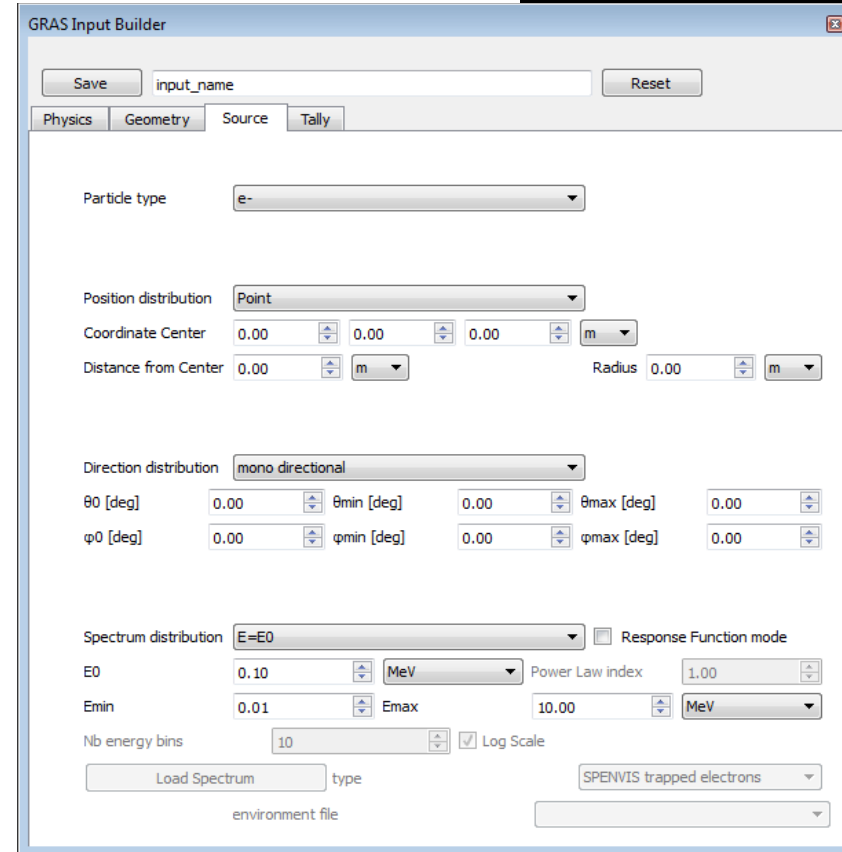 GRAS Input Builder
Save input_name Reset
Physics Geometry Source Tally
Particle type e-
Position distribution Point
Coordinate Center 0.00 0.00 0.00 m
Distance from Center 0.00 m Radius 0.00 m
Direction distribution mono directional
θ0 [deg] 0.00 θmin [deg] 0.00 θmax [deg] 0.00
φ0 [deg] 0.00 φmin [deg] 0.00 φmax [deg] 0.00
Spectrum distribution E=E0 Response Function mode
E0 0.10 MeV Power Law index 1.00
Emin 0.01 Emax 10.00 MeV
Nb energy bins 10 Log Scale
Load Spectrum type SPENVIS trapped electrons
environment file